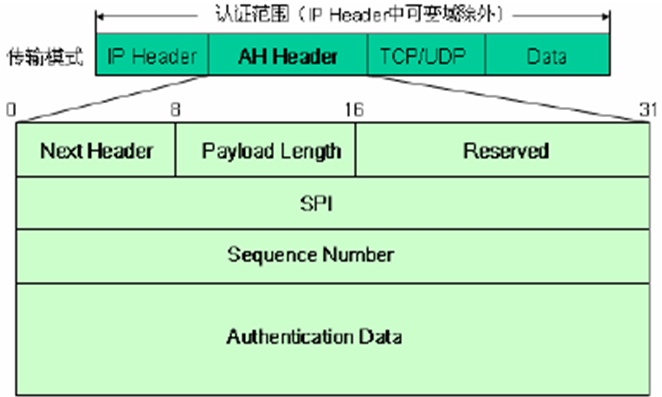 认证范围（IP Header中可变域除外）
传输模式 IP Header AH Header TCP/UDP Data
0 8 16 31
Next Header Payload Length Reserved
SPI
Sequence Number
Authentication Data